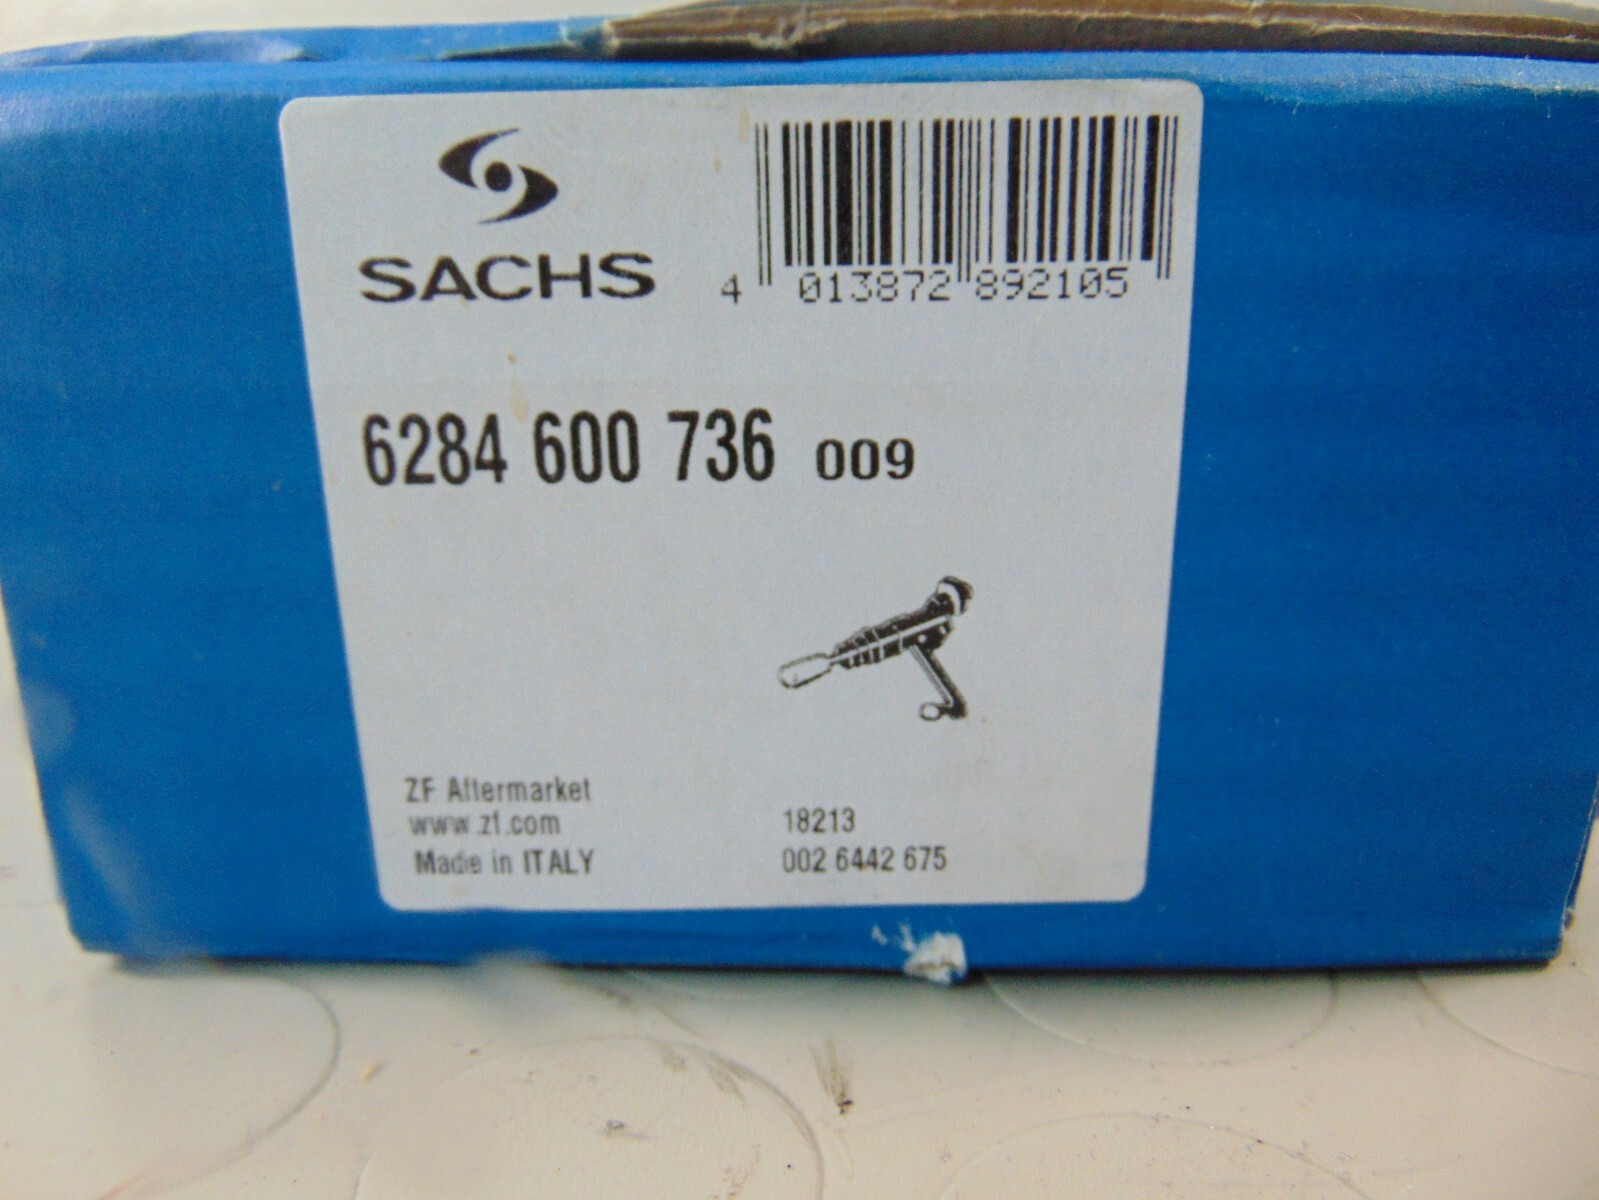 SACHS
4 013872 892105
6284 600 736 009
ZF Aftermarket
www.zf.com
18213
Made in ITALY
002 6442 675